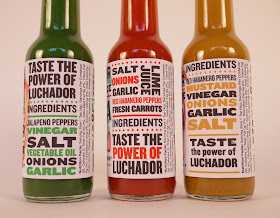 TASTE THE
POWER OF
LUCHADOR
INGREDIENTS
JALAPEÑO PEPPERS
VINEGAR
SALT
VEGETABLE OIL
ONIONS
GARLIC
SALT
ONIONS
GARLIC
LIME
JUICE
RED HABANERO PEPPERS
FRESH CARROTS
INGREDIENTS
TASTE THE
POWER OF
LUCHADOR
INGREDIENTS
HABANERO PEPPERS
MUSTARD
VINEGAR
ONIONS
GARLIC
SALT
TASTE
the power of
LUCHADOR